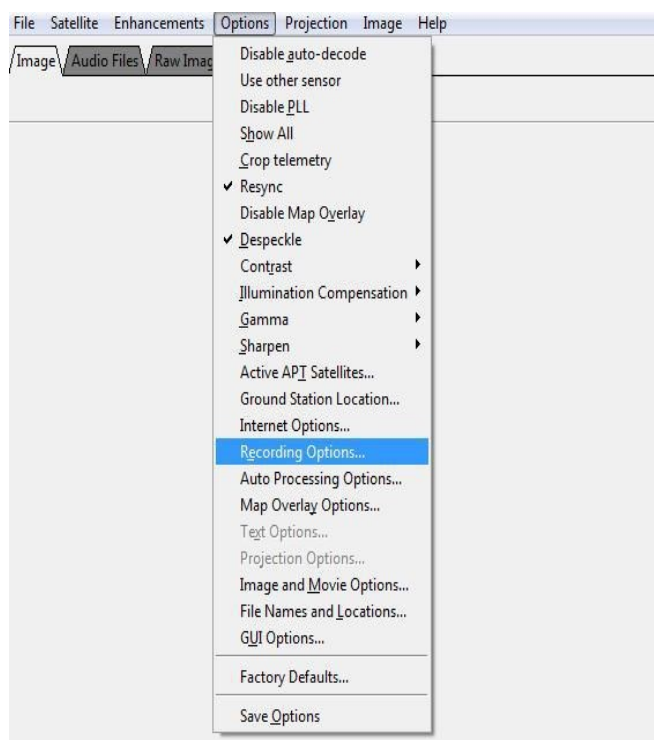 File Satellite Enhancements Options Projection Image Help
Image Audio Files Raw Imag
Disable auto-decode
Use other sensor
Disable PLL
Show All
Crop telemetry
Resync
Disable Map Overlay
Despeckle
Contrast
Illumination Compensation
Gamma
Sharpen
Active APT Satellites...
Ground Station Location...
Internet Options...
Recording Options...
Auto Processing Options...
Map Overlay Options...
Text Options...
Projection Options...
Image and Movie Options...
File Names and Locations...
GUI Options...
Factory Defaults...
Save Options